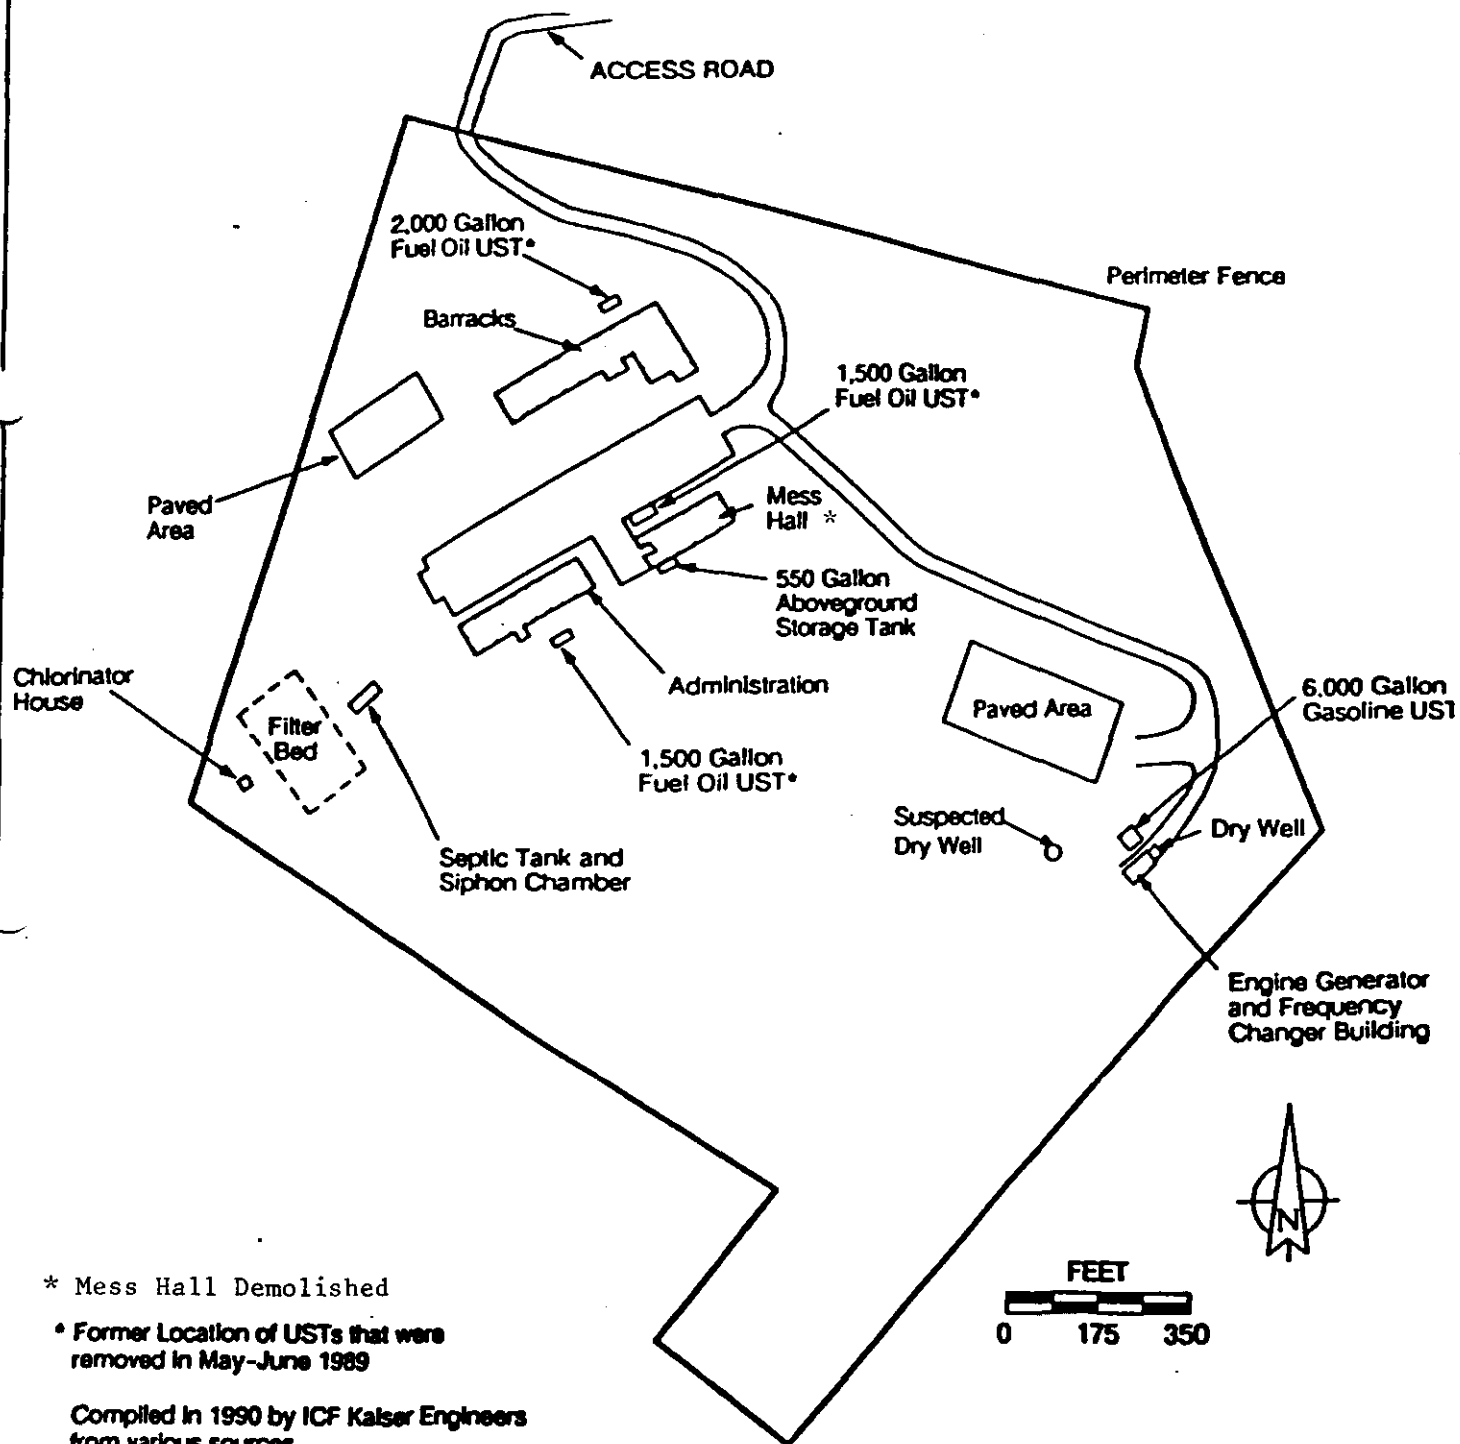 ACCESS ROAD
2,000 Gallon
Fuel Oil UST•
Perimeter Fence
Barracks
1,500 Gallon
Fuel Oil UST•
Paved
Area
Mess
Hall *
550 Gallon
Aboveground
Storage Tank
Chlorinator
House
Filter
Bed
Administration
Paved Area
6,000 Gallon
Gasoline UST
1,500 Gallon
Fuel Oil UST•
Suspected
Dry Well
Dry Well
Septic Tank and
Siphon Chamber
Engine Generator
and Frequency
Changer Building
N
FEET
0 175 350
* Mess Hall Demolished
• Former Location of USTs that were
removed in May-June 1989
Compiled in 1990 by ICF Kaiser Engineers
from various sources